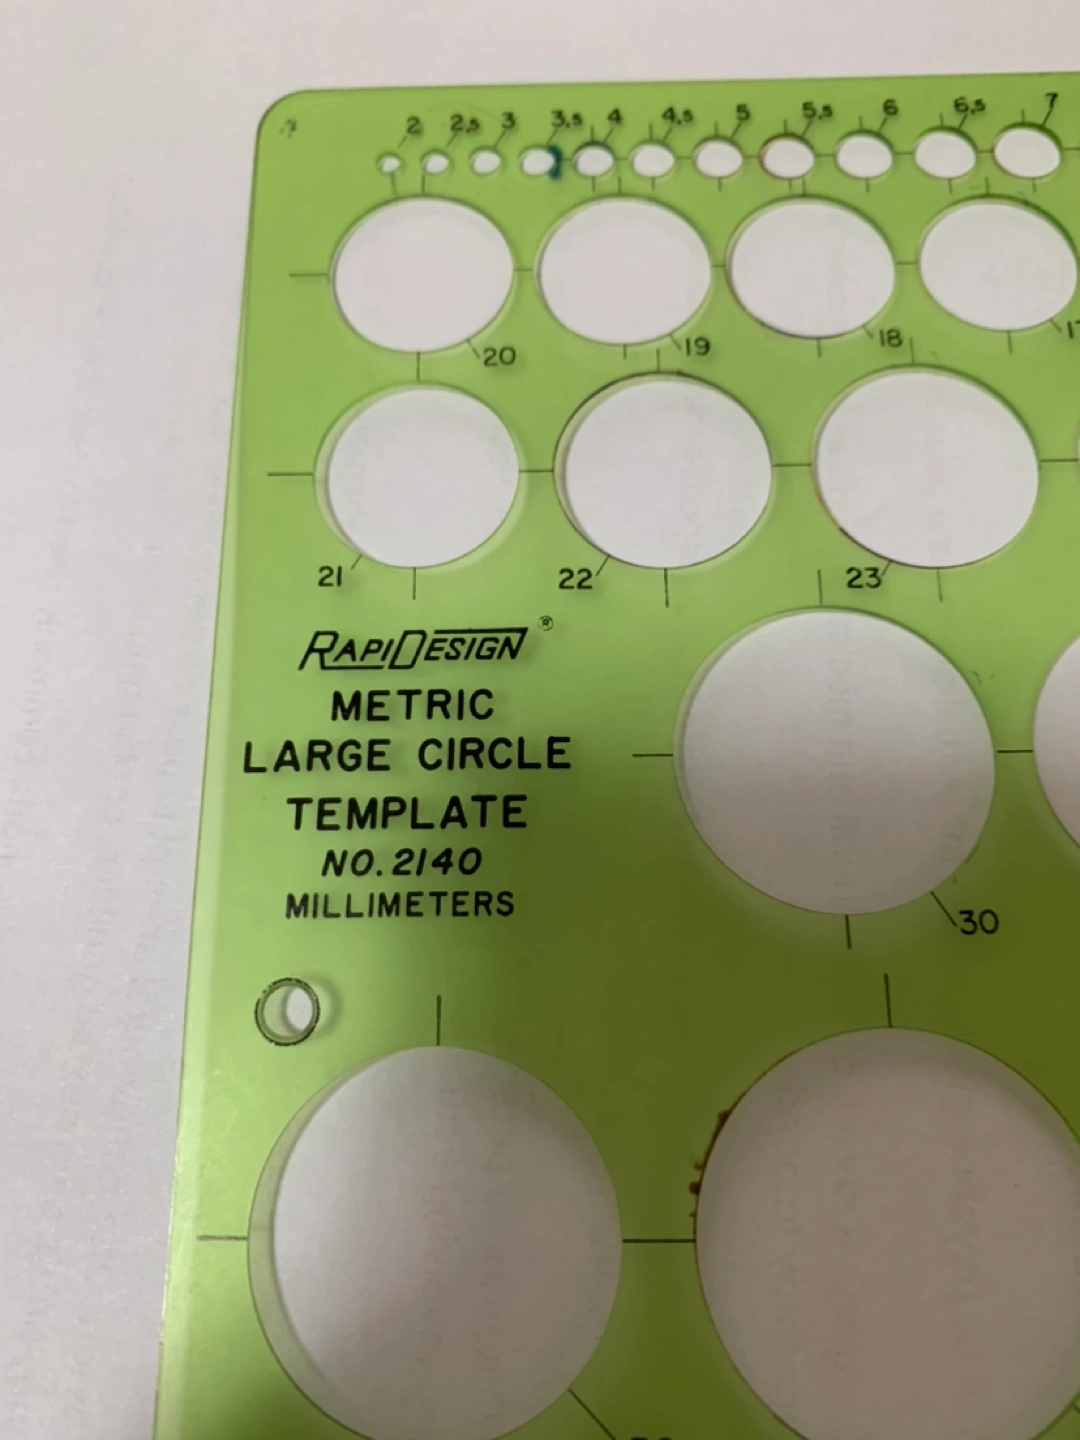 2 2,5 3 3,5 4 4,5 5 5,5 6 6,5 7
20 19 18
21 22 23
RAPIDESIGN ®
METRIC
LARGE CIRCLE
TEMPLATE
NO. 2140
MILLIMETERS
30